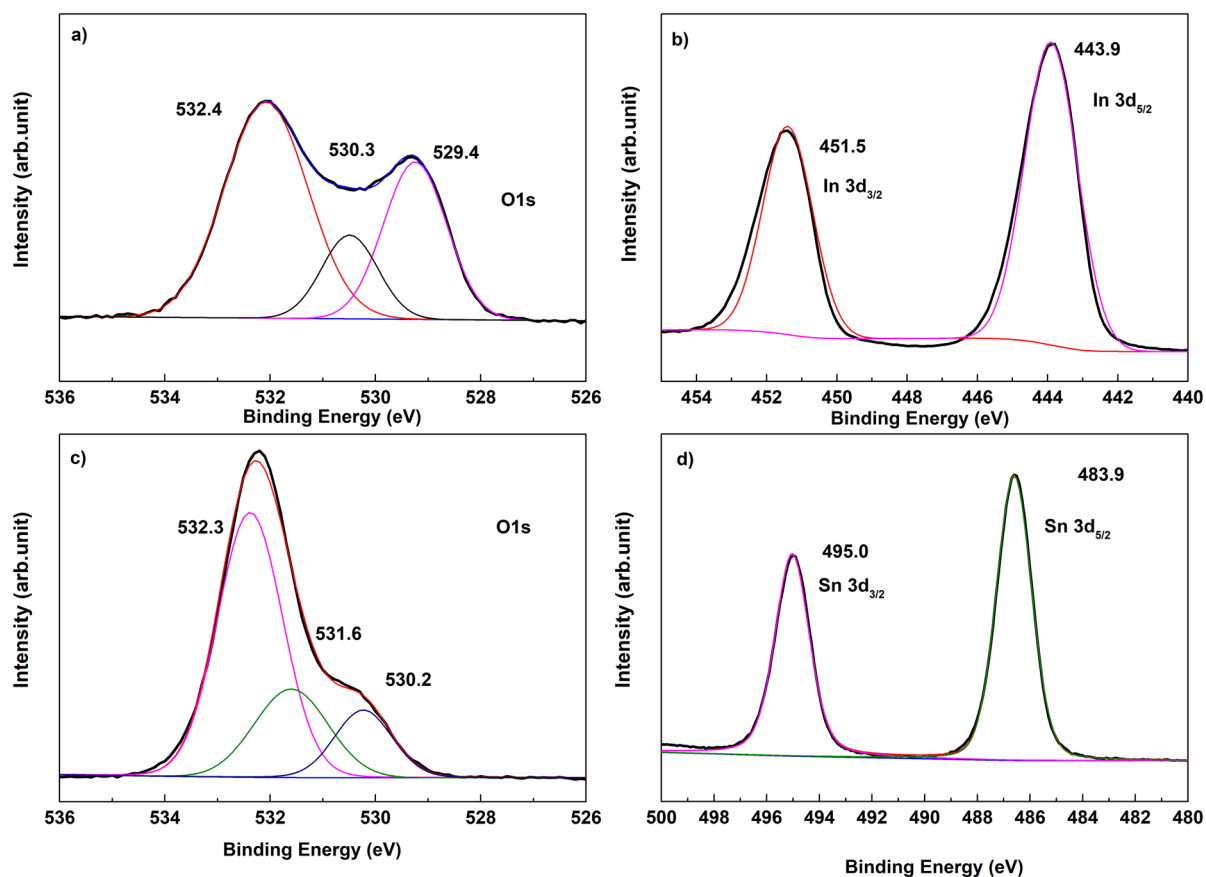 a)
532.4
530.3
529.4
O1s
Intensity (arb.unit)
536 534 532 530 528 526
Binding Energy (eV)
b)
443.9
In 3d5/2
451.5
In 3d3/2
Intensity (arb.unit)
454 452 450 448 446 444 442 440
Binding Energy (eV)
c)
532.3
O1s
531.6
530.2
Intensity (arb.unit)
536 534 532 530 528 526
Binding Energy (eV)
d)
483.9
Sn 3d5/2
495.0
Sn 3d3/2
Intensity (arb.unit)
500 498 496 494 492 490 488 486 484 482 480
Binding Energy (eV)